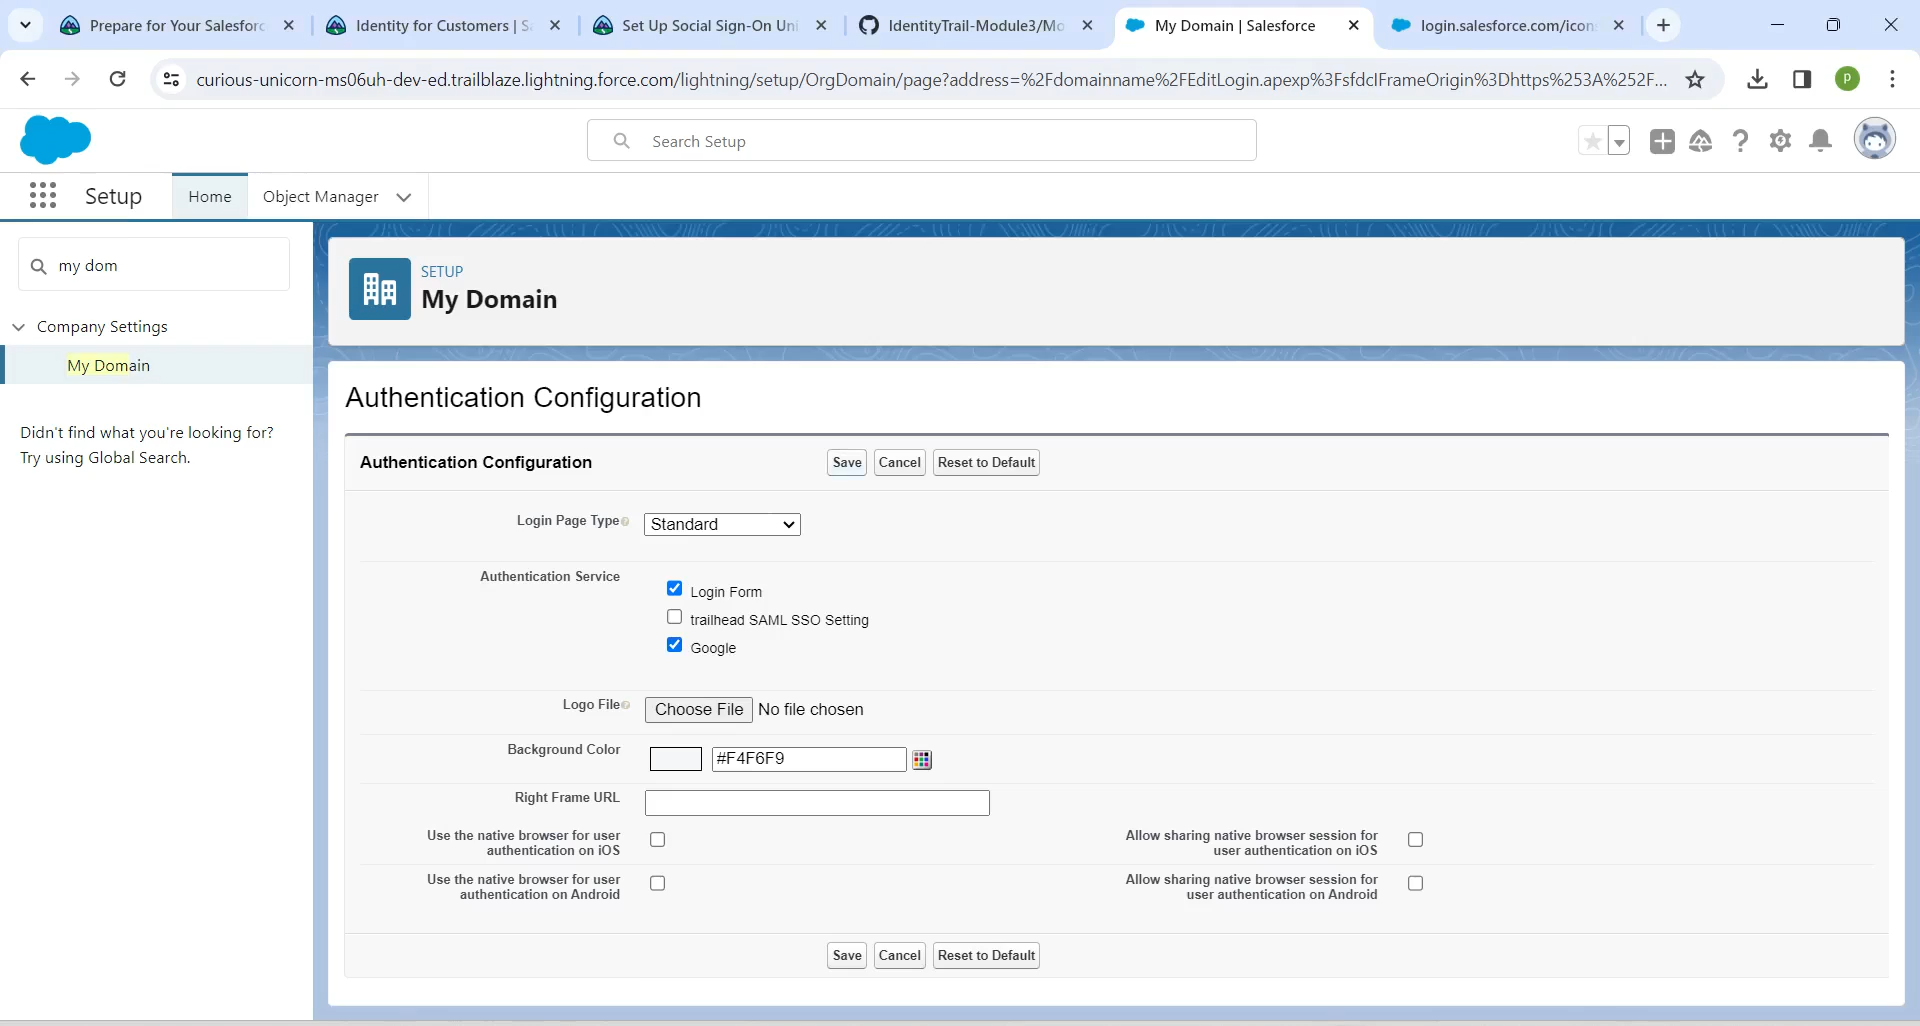 Prepare for Your Salesforc
Identity for Customers | S
Set Up Social Sign-On Uni
IdentityTrail-Module3/Mo
My Domain | Salesforce
login.salesforce.com/icon
curious-unicorn-ms06uh-dev-ed.trailblaze.lightning.force.com/lightning/setup/OrgDomain/page?address=%2Fdomainname%2FEditLogin.apexp%3FsfdcIFrameOrigin%3Dhttps%253A%252F...
P
Search Setup
Setup
Home
Object Manager
my dom
Company Settings
My Domain
Didn't find what you're looking for?
Try using Global Search.
SETUP
My Domain
Authentication Configuration
Authentication Configuration
Save
Cancel
Reset to Default
Login Page Type
Standard
Authentication Service
Login Form
trailhead SAML SSO Setting
Google
Logo File
Choose File
No file chosen
Background Color
#F4F6F9
Right Frame URL
Use the native browser for user
authentication on iOS
Allow sharing native browser session for
user authentication on iOS
Use the native browser for user
authentication on Android
Allow sharing native browser session for
user authentication on Android
Save
Cancel
Reset to Default